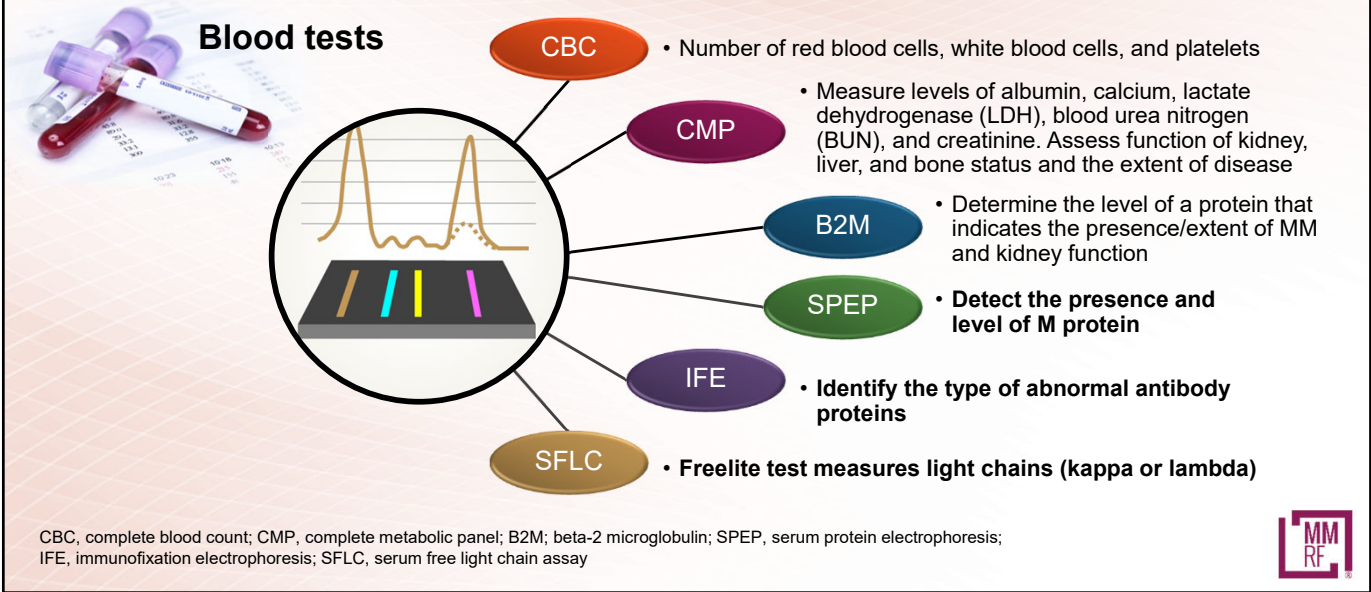 Blood tests
CBC
• Number of red blood cells, white blood cells, and platelets
CMP
• Measure levels of albumin, calcium, lactate
dehydrogenase (LDH), blood urea nitrogen
(BUN), and creatinine. Assess function of kidney,
liver, and bone status and the extent of disease
B2M
• Determine the level of a protein that
indicates the presence/extent of MM
and kidney function
SPEP
• Detect the presence and
level of M protein
IFE
• Identify the type of abnormal antibody
proteins
SFLC
• Freelite test measures light chains (kappa or lambda)
CBC, complete blood count; CMP, complete metabolic panel; B2M; beta-2 microglobulin; SPEP, serum protein electrophoresis;
IFE, immunofixation electrophoresis; SFLC, serum free light chain assay
MM
RF
®